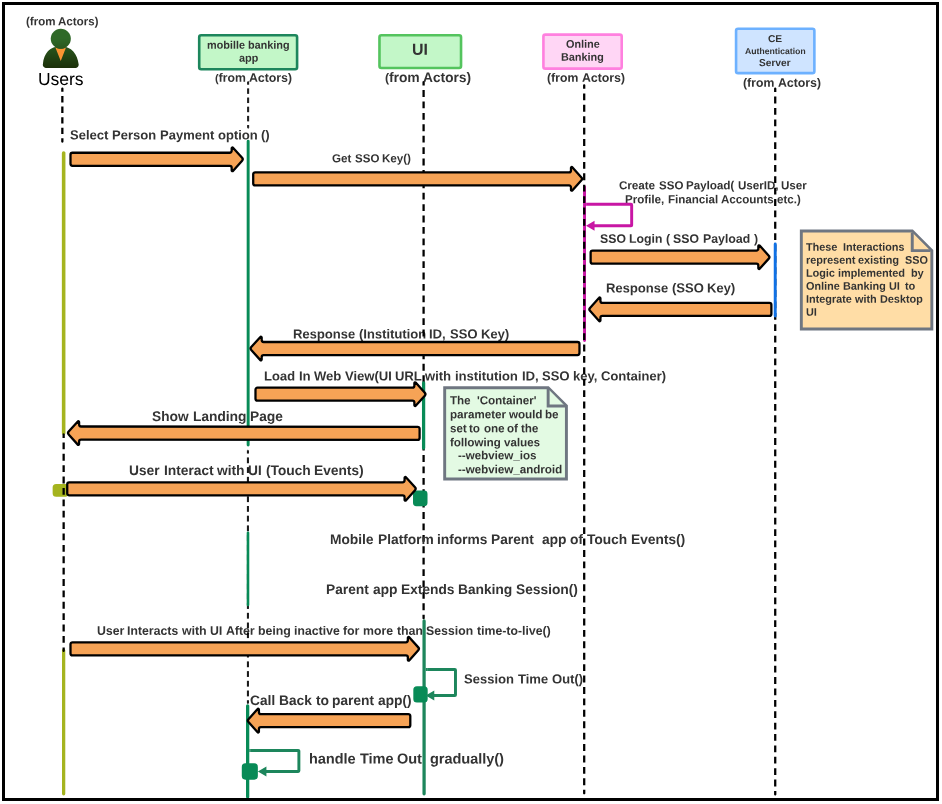 (from Actors)
Users
mobille banking
app
(from Actors)
UI
(from Actors)
Online
Banking
(from Actors)
CE
Authentication
Server
(from Actors)
Select Person Payment option ()
Get SSO Key()
Create SSO Payload( UserID, User
Profile, Financial Accounts etc.)
SSO Login ( SSO Payload )
These Interactions
represent existing SSO
Logic implemented by
Online Banking UI to
Integrate with Desktop
UI
Response (SSO Key)
Response (Institution ID, SSO Key)
Load In Web View(UI URL with institution ID, SSO key, Container)
The 'Container'
parameter would be
set to one of the
following values
--webview_ios
--webview_android
Show Landing Page
User Interact with UI (Touch Events)
Mobile Platform informs Parent app of Touch Events()
Parent app Extends Banking Session()
User Interacts with UI After being inactive for more than Session time-to-live()
Session Time Out()
Call Back to parent app()
handle Time Out gradually()